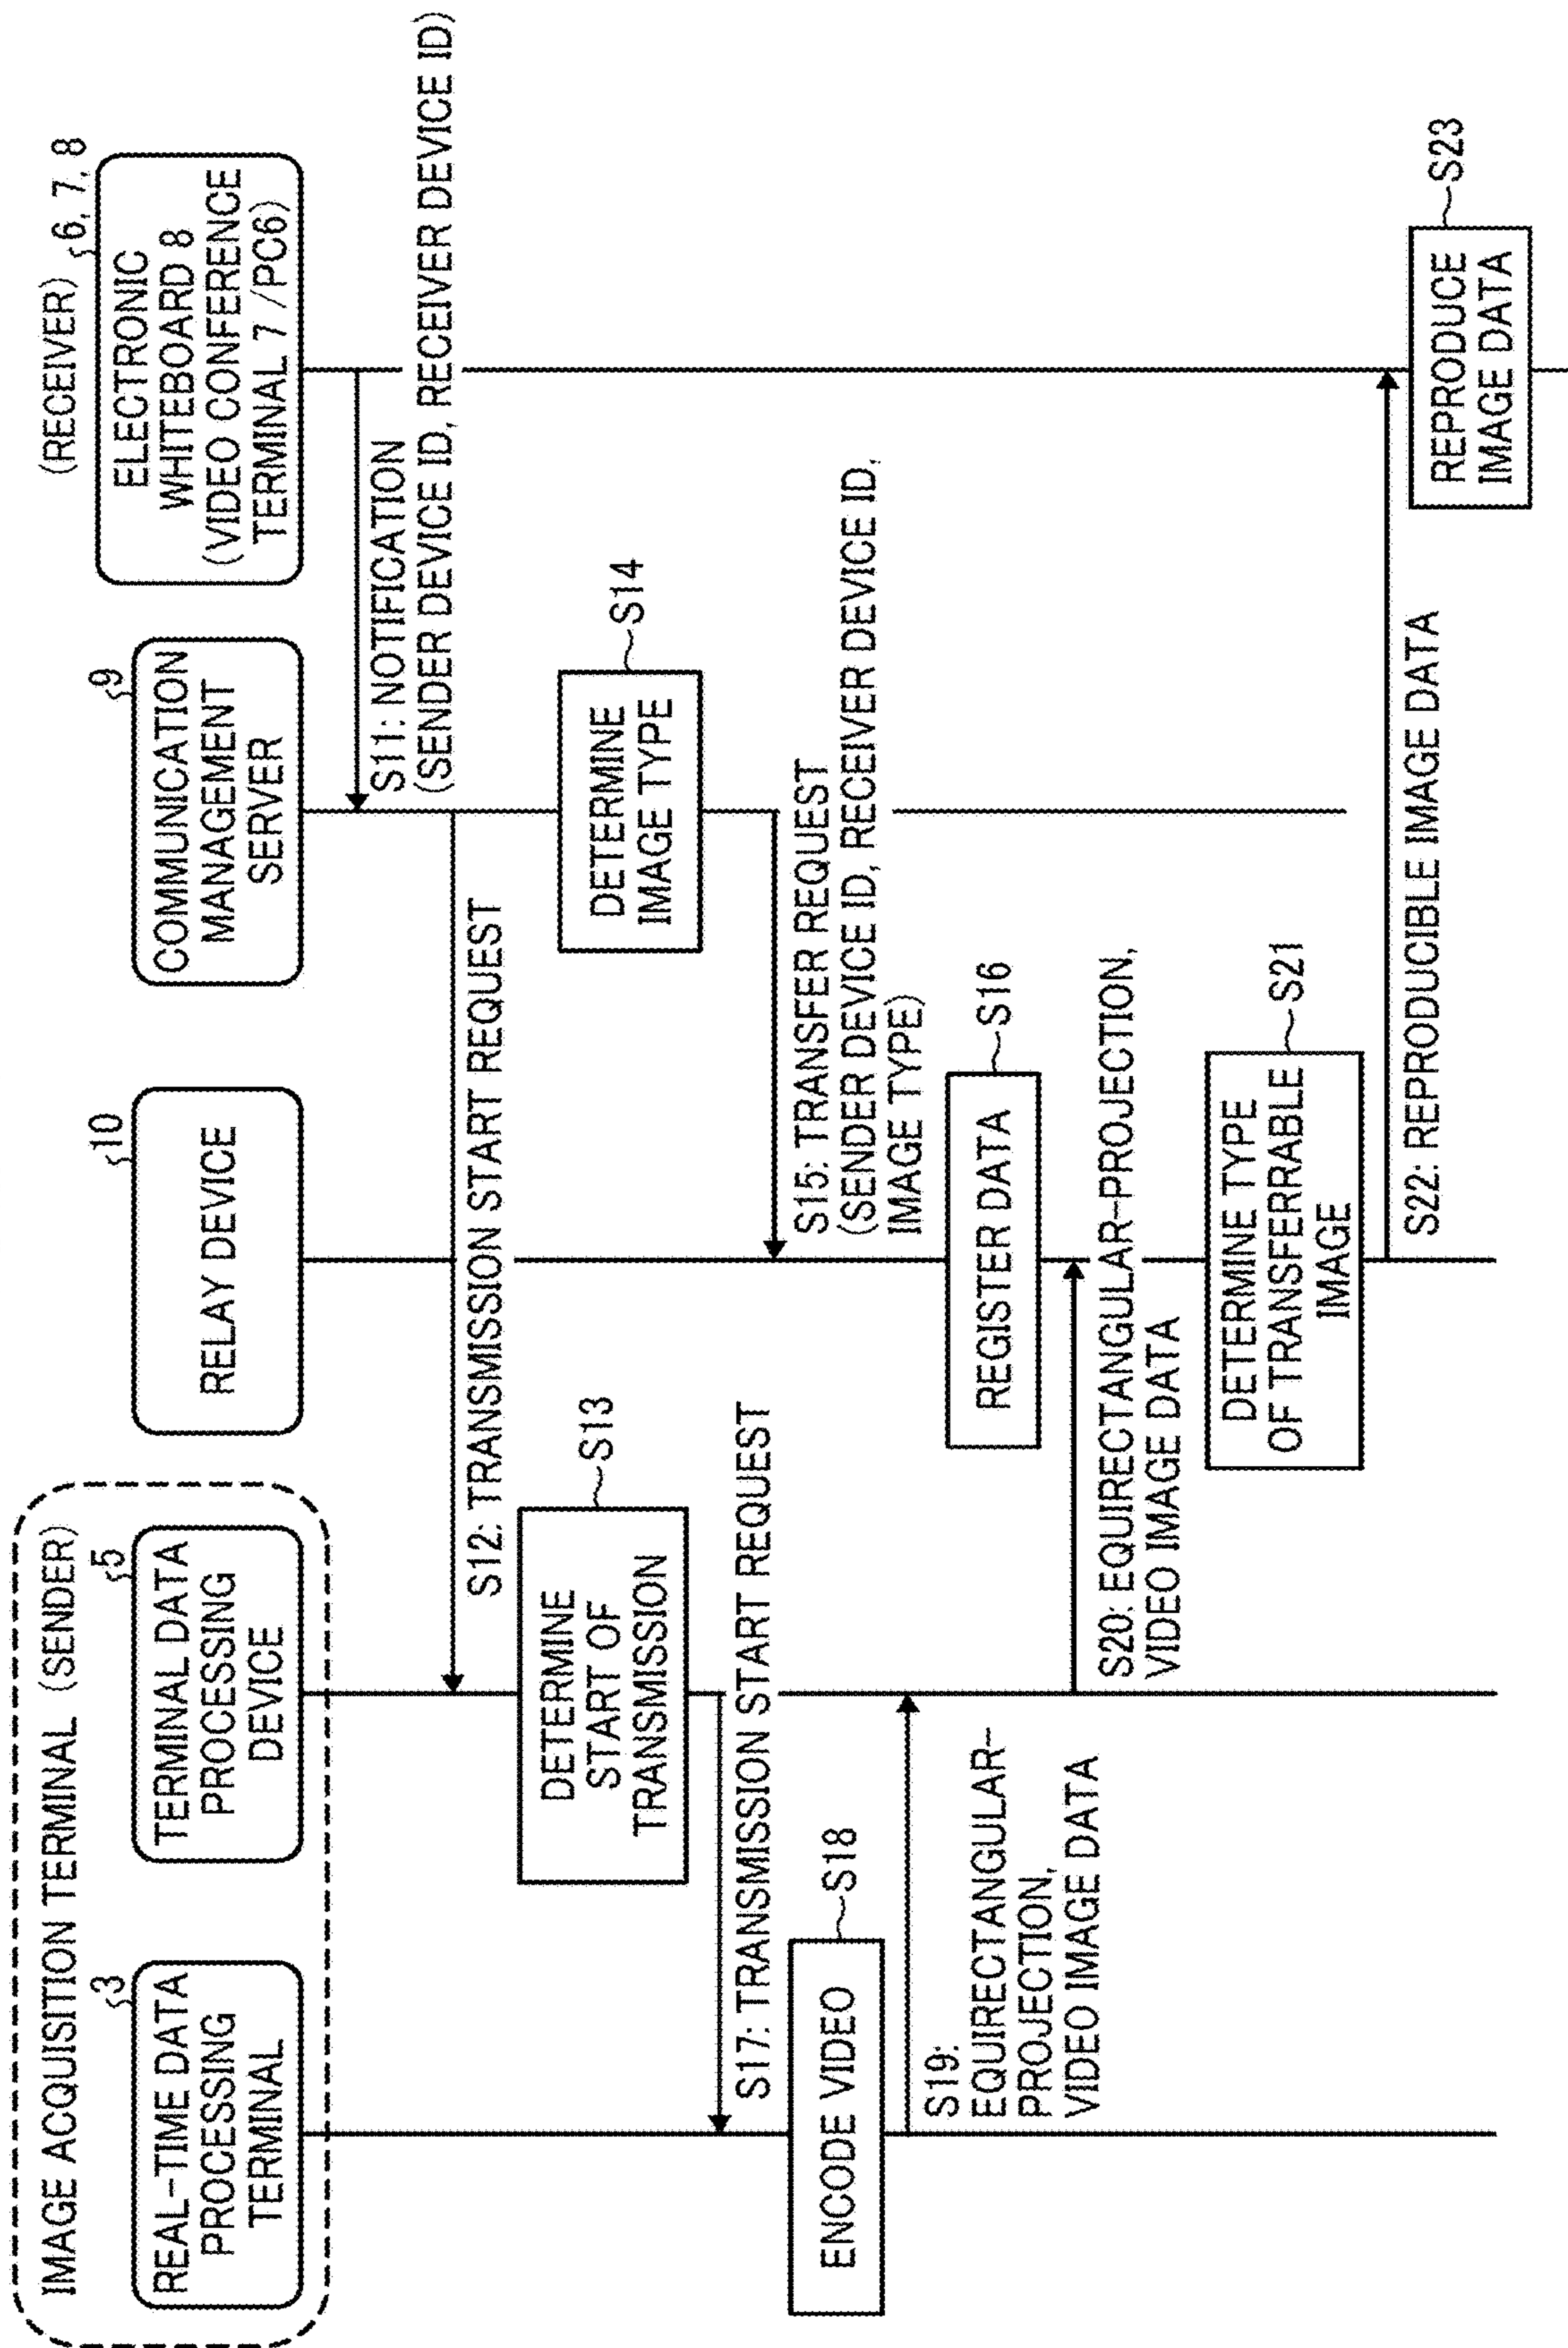 IMAGE ACQUISITION TERMINAL (SENDER)
3
REAL-TIME DATA
PROCESSING
TERMINAL
5
TERMINAL DATA
PROCESSING
DEVICE
10
RELAY DEVICE
9
COMMUNICATION
MANAGEMENT
SERVER
(RECEIVER)
6, 7, 8
ELECTRONIC
WHITEBOARD 8
(VIDEO CONFERENCE
TERMINAL 7 /PC6)
S11: NOTIFICATION
(SENDER DEVICE ID, RECEIVER DEVICE ID)
S12: TRANSMISSION START REQUEST
S13
DETERMINE
START OF
TRANSMISSION
S14
DETERMINE
IMAGE TYPE
S15: TRANSFER REQUEST
(SENDER DEVICE ID, RECEIVER DEVICE ID,
IMAGE TYPE)
S16
REGISTER DATA
S17: TRANSMISSION START REQUEST
S18
ENCODE VIDEO
S19:
EQUIRECTANGULAR-
PROJECTION,
VIDEO IMAGE DATA
S20: EQUIRECTANGULAR-PROJECTION,
VIDEO IMAGE DATA
S21
DETERMINE TYPE
OF TRANSFERRABLE
IMAGE
S22: REPRODUCIBLE IMAGE DATA
S23
REPRODUCE
IMAGE DATA